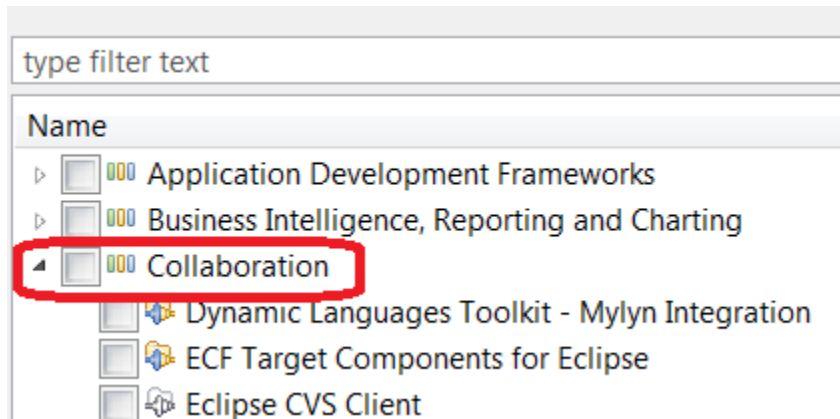 type filter text
Name
Application Development Frameworks
Business Intelligence, Reporting and Charting
Collaboration
Dynamic Languages Toolkit - Mylyn Integration
ECF Target Components for Eclipse
Eclipse CVS Client